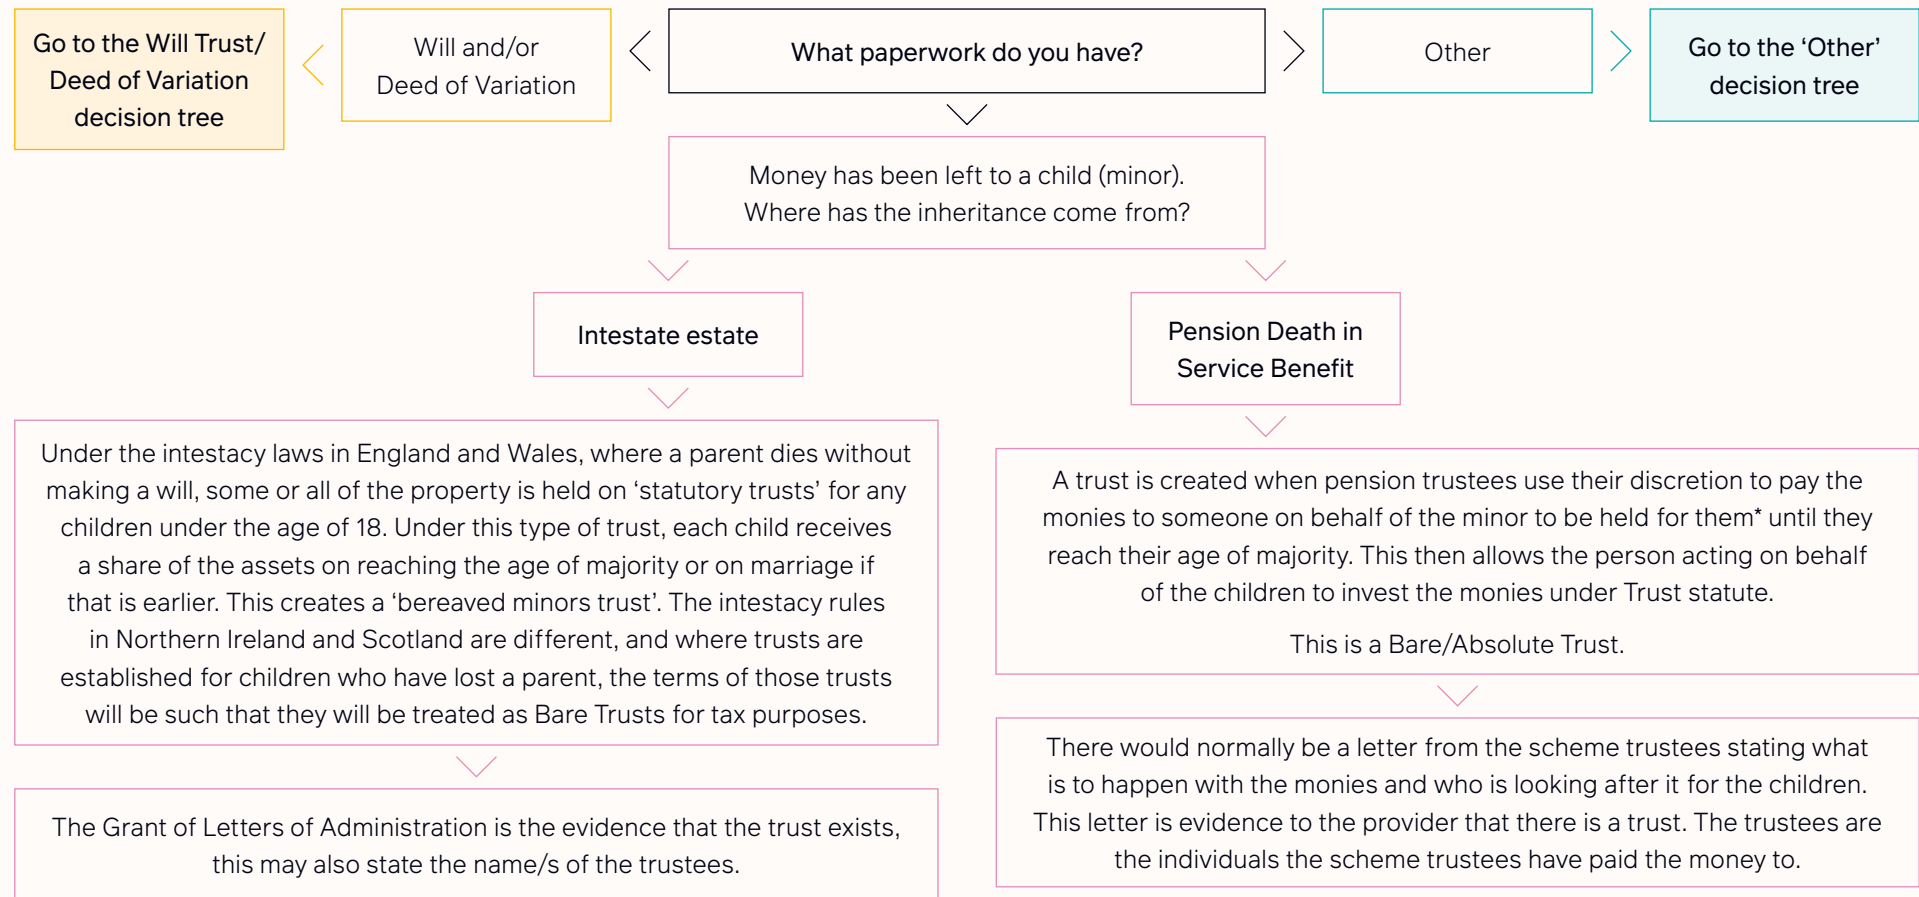 Go to the Will Trust/
Deed of Variation
decision tree
Will and/or
Deed of Variation
What paperwork do you have?
Other
Go to the ‘Other’
decision tree
Money has been left to a child (minor).
Where has the inheritance come from?
Intestate estate
Pension Death in
Service Benefit
Under the intestacy laws in England and Wales, where a parent dies without
making a will, some or all of the property is held on ‘statutory trusts’ for any
children under the age of 18. Under this type of trust, each child receives
a share of the assets on reaching the age of majority or on marriage if
that is earlier. This creates a ‘bereaved minors trust’. The intestacy rules
in Northern Ireland and Scotland are different, and where trusts are
established for children who have lost a parent, the terms of those trusts
will be such that they will be treated as Bare Trusts for tax purposes.
The Grant of Letters of Administration is the evidence that the trust exists,
this may also state the name/s of the trustees.
A trust is created when pension trustees use their discretion to pay the
monies to someone on behalf of the minor to be held for them* until they
reach their age of majority. This then allows the person acting on behalf
of the children to invest the monies under Trust statute.
This is a Bare/Absolute Trust.
There would normally be a letter from the scheme trustees stating what
is to happen with the monies and who is looking after it for the children.
This letter is evidence to the provider that there is a trust. The trustees are
the individuals the scheme trustees have paid the money to.